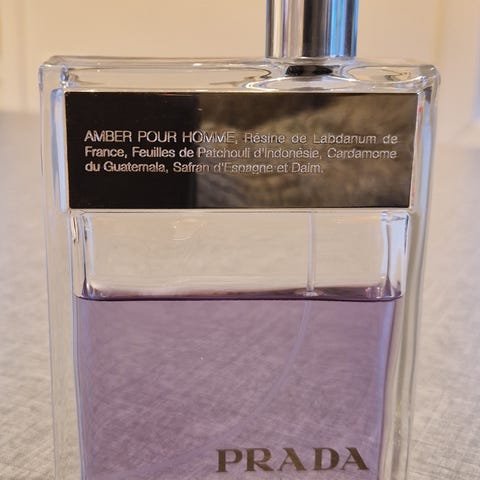 AMBER POUR HOMME, Résine de Labdanum de
France, Feuilles de Patchouli d'Indonésie, Cardamome
du Guatemala, Safran d'Espagne et Daim.
PRADA